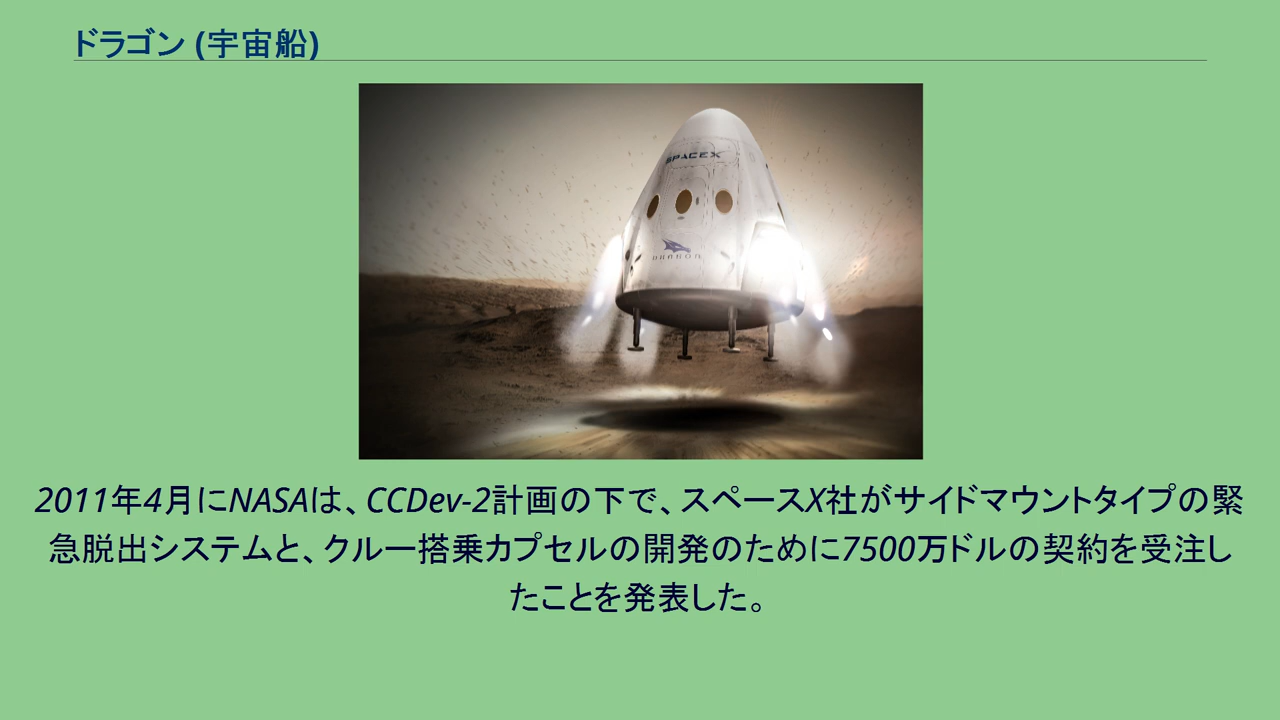 ドラゴン (宇宙船)
SPACEX
DRAGON
2011年4月にNASAは、CCDev-2計画の下で、スペースX社がサイドマウントタイプの緊
急脱出システムと、クルー搭乗カプセルの開発のために7500万ドルの契約を受注し
たことを発表した。